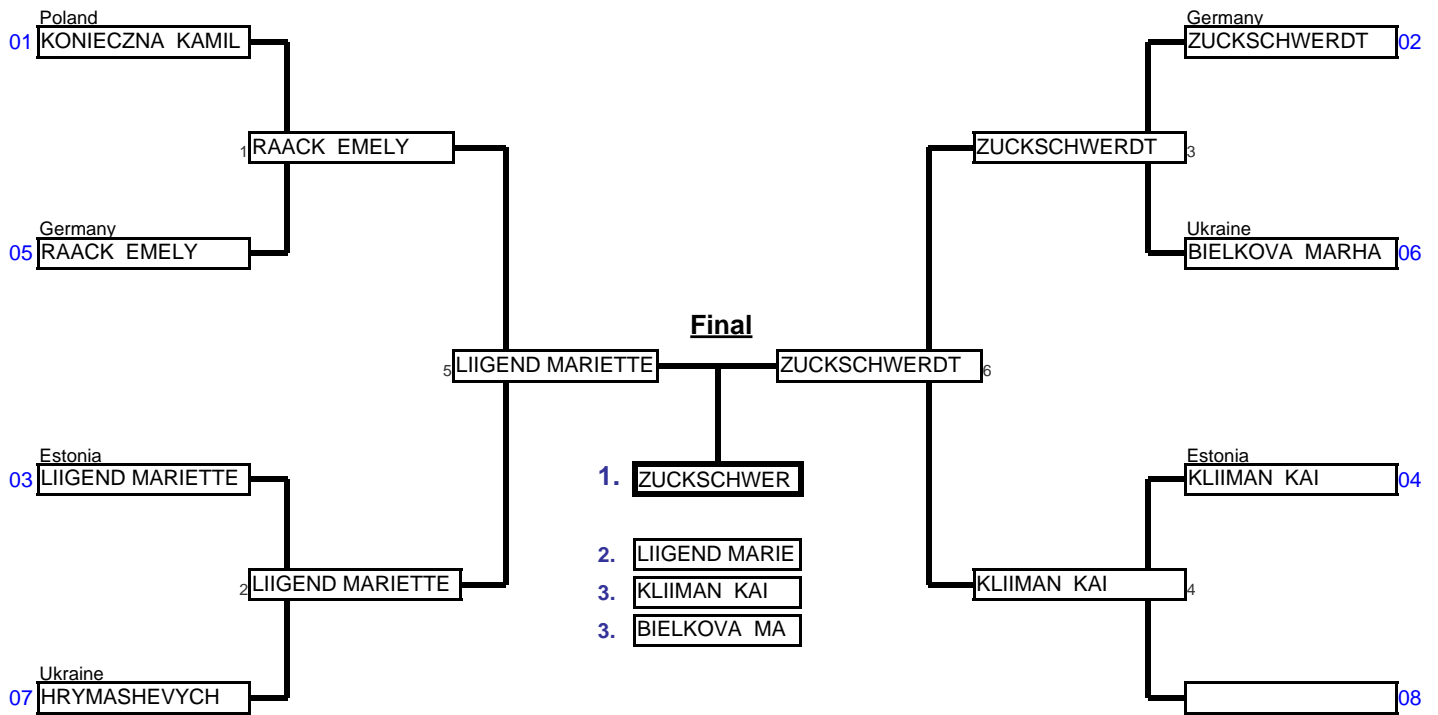 Poland
01 KONIECZNA KAMIL
Germany
ZUCKSCHWERDT 02
1 RAACK EMELY
ZUCKSCHWERDT 3
Germany
05 RAACK EMELY
Ukraine
BIELKOVA MARHA 06
Final
5 LIIGEND MARIETTE
ZUCKSCHWERDT 6
Estonia
03 LIIGEND MARIETTE
1. ZUCKSCHWER
Estonia
KLIIMAN KAI 04
2. LIIGEND MARIE
3. KLIIMAN KAI
3. BIELKOVA MA
2 LIIGEND MARIETTE
KLIIMAN KAI 4
Ukraine
07 HRYMASHEVYCH
08